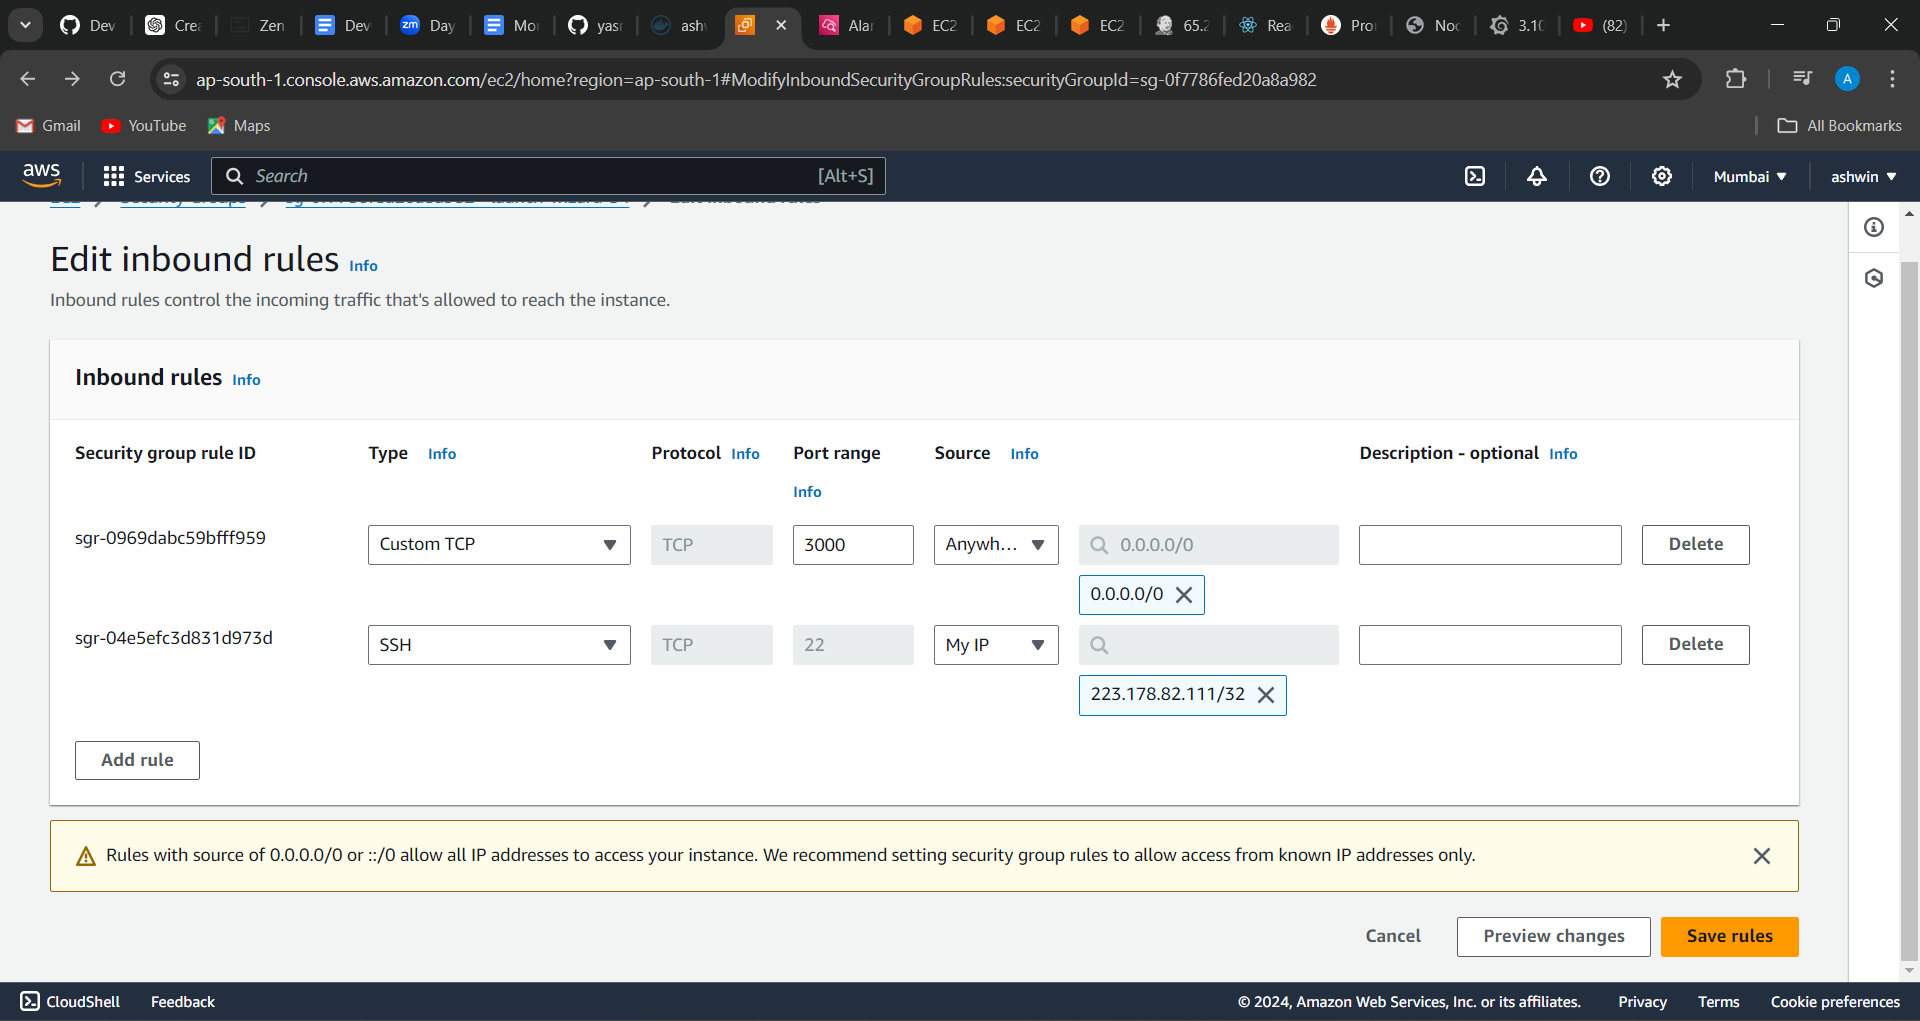 Dev
Crea
Zen
Dev
Day
Mo
yas
ash
Ala
EC2
EC2
EC2
65.2
Rea
Pro
Noc
3.10
(82)
ap-south-1.console.aws.amazon.com/ec2/home?region=ap-south-1#ModifyInboundSecurityGroupRules:securityGroupId=sg-0f7786fed20a8a982
A
Gmail
YouTube
Maps
All Bookmarks
aws
Services
Search
[Alt+S]
Mumbai
ashwin
Edit inbound rules Info
Inbound rules control the incoming traffic that's allowed to reach the instance.
Inbound rules Info
Security group rule ID
Type Info
Protocol Info
Port range
Info
Source Info
Description - optional Info
sgr-0969dabc59bfff959
Custom TCP
TCP
3000
Anywh...
0.0.0.0/0
Delete
0.0.0.0/0
sgr-04e5efc3d831d973d
SSH
TCP
22
My IP
Delete
223.178.82.111/32
Add rule
Rules with source of 0.0.0.0/0 or ::/0 allow all IP addresses to access your instance. We recommend setting security group rules to allow access from known IP addresses only.
Cancel
Preview changes
Save rules
CloudShell
Feedback
© 2024, Amazon Web Services, Inc. or its affiliates.
Privacy
Terms
Cookie preferences